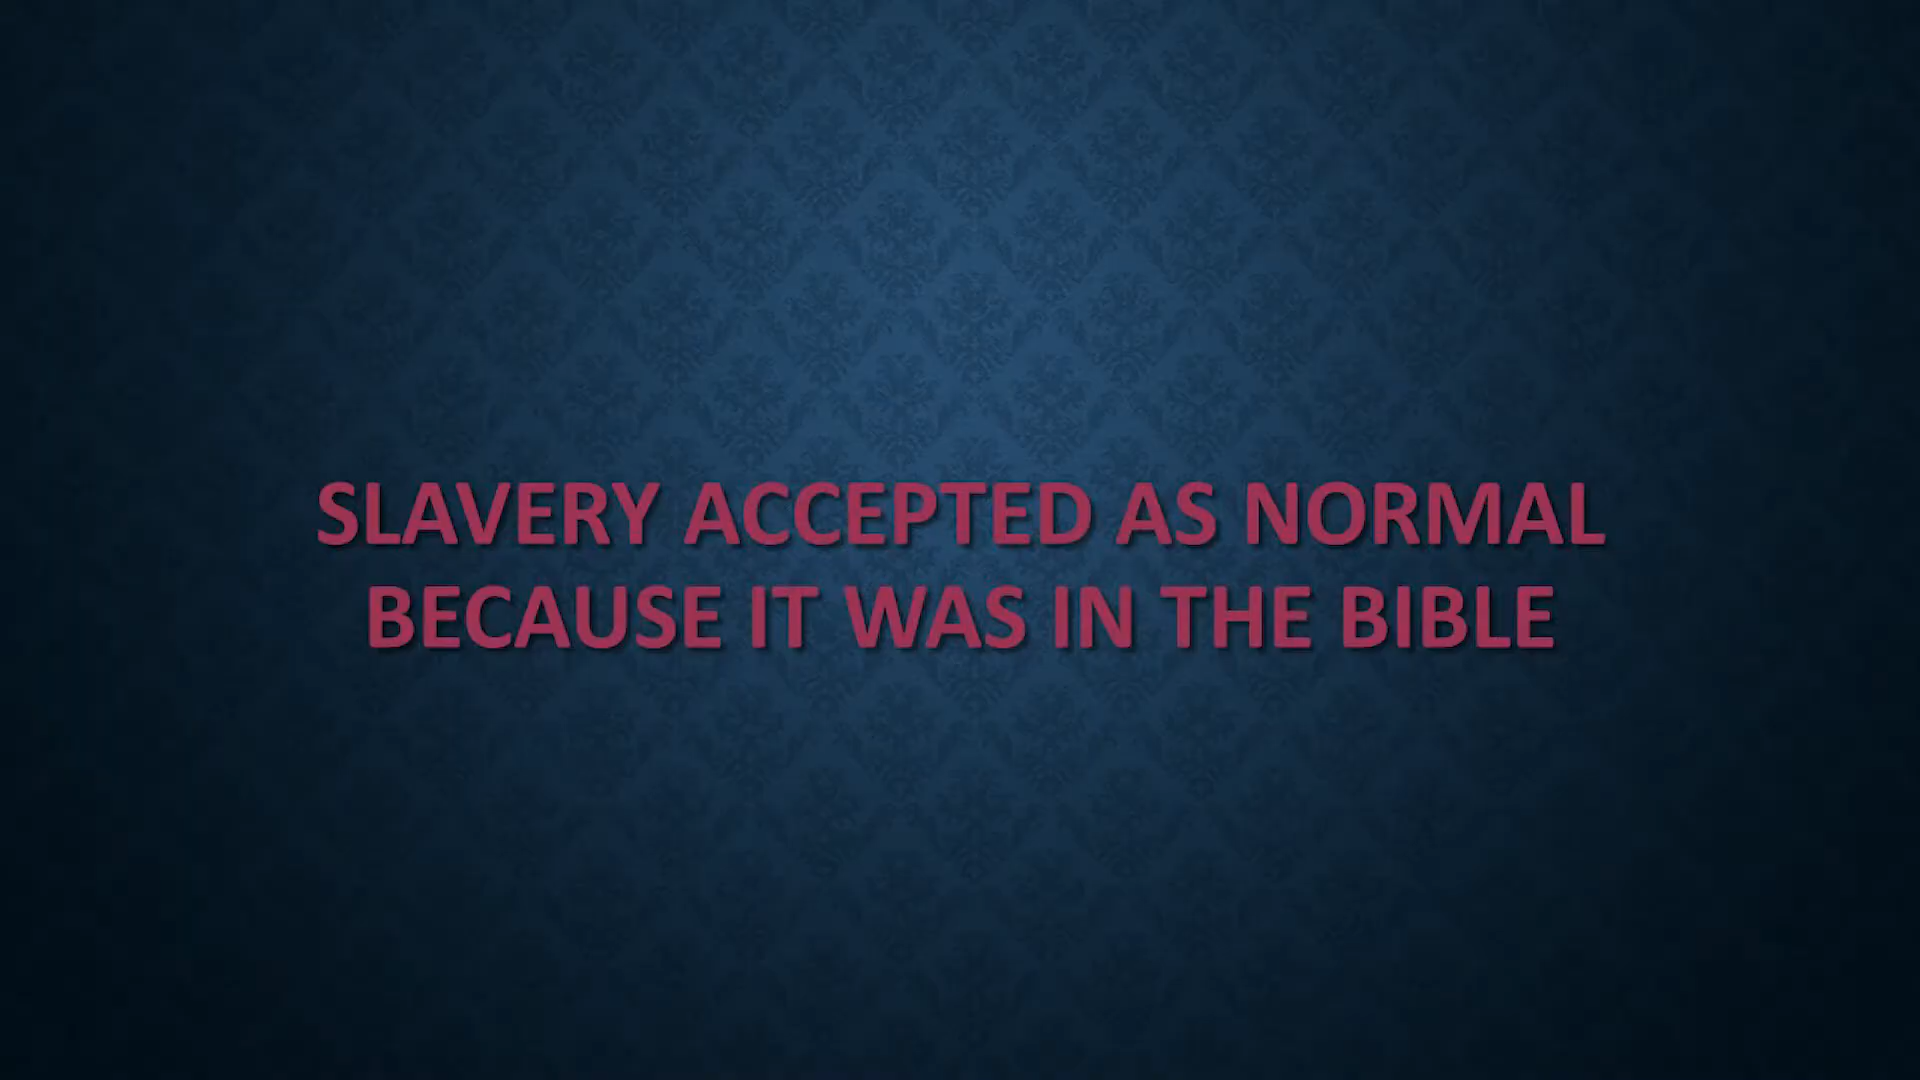 SLAVERY ACCEPTED AS NORMAL
BECAUSE IT WAS IN THE BIBLE